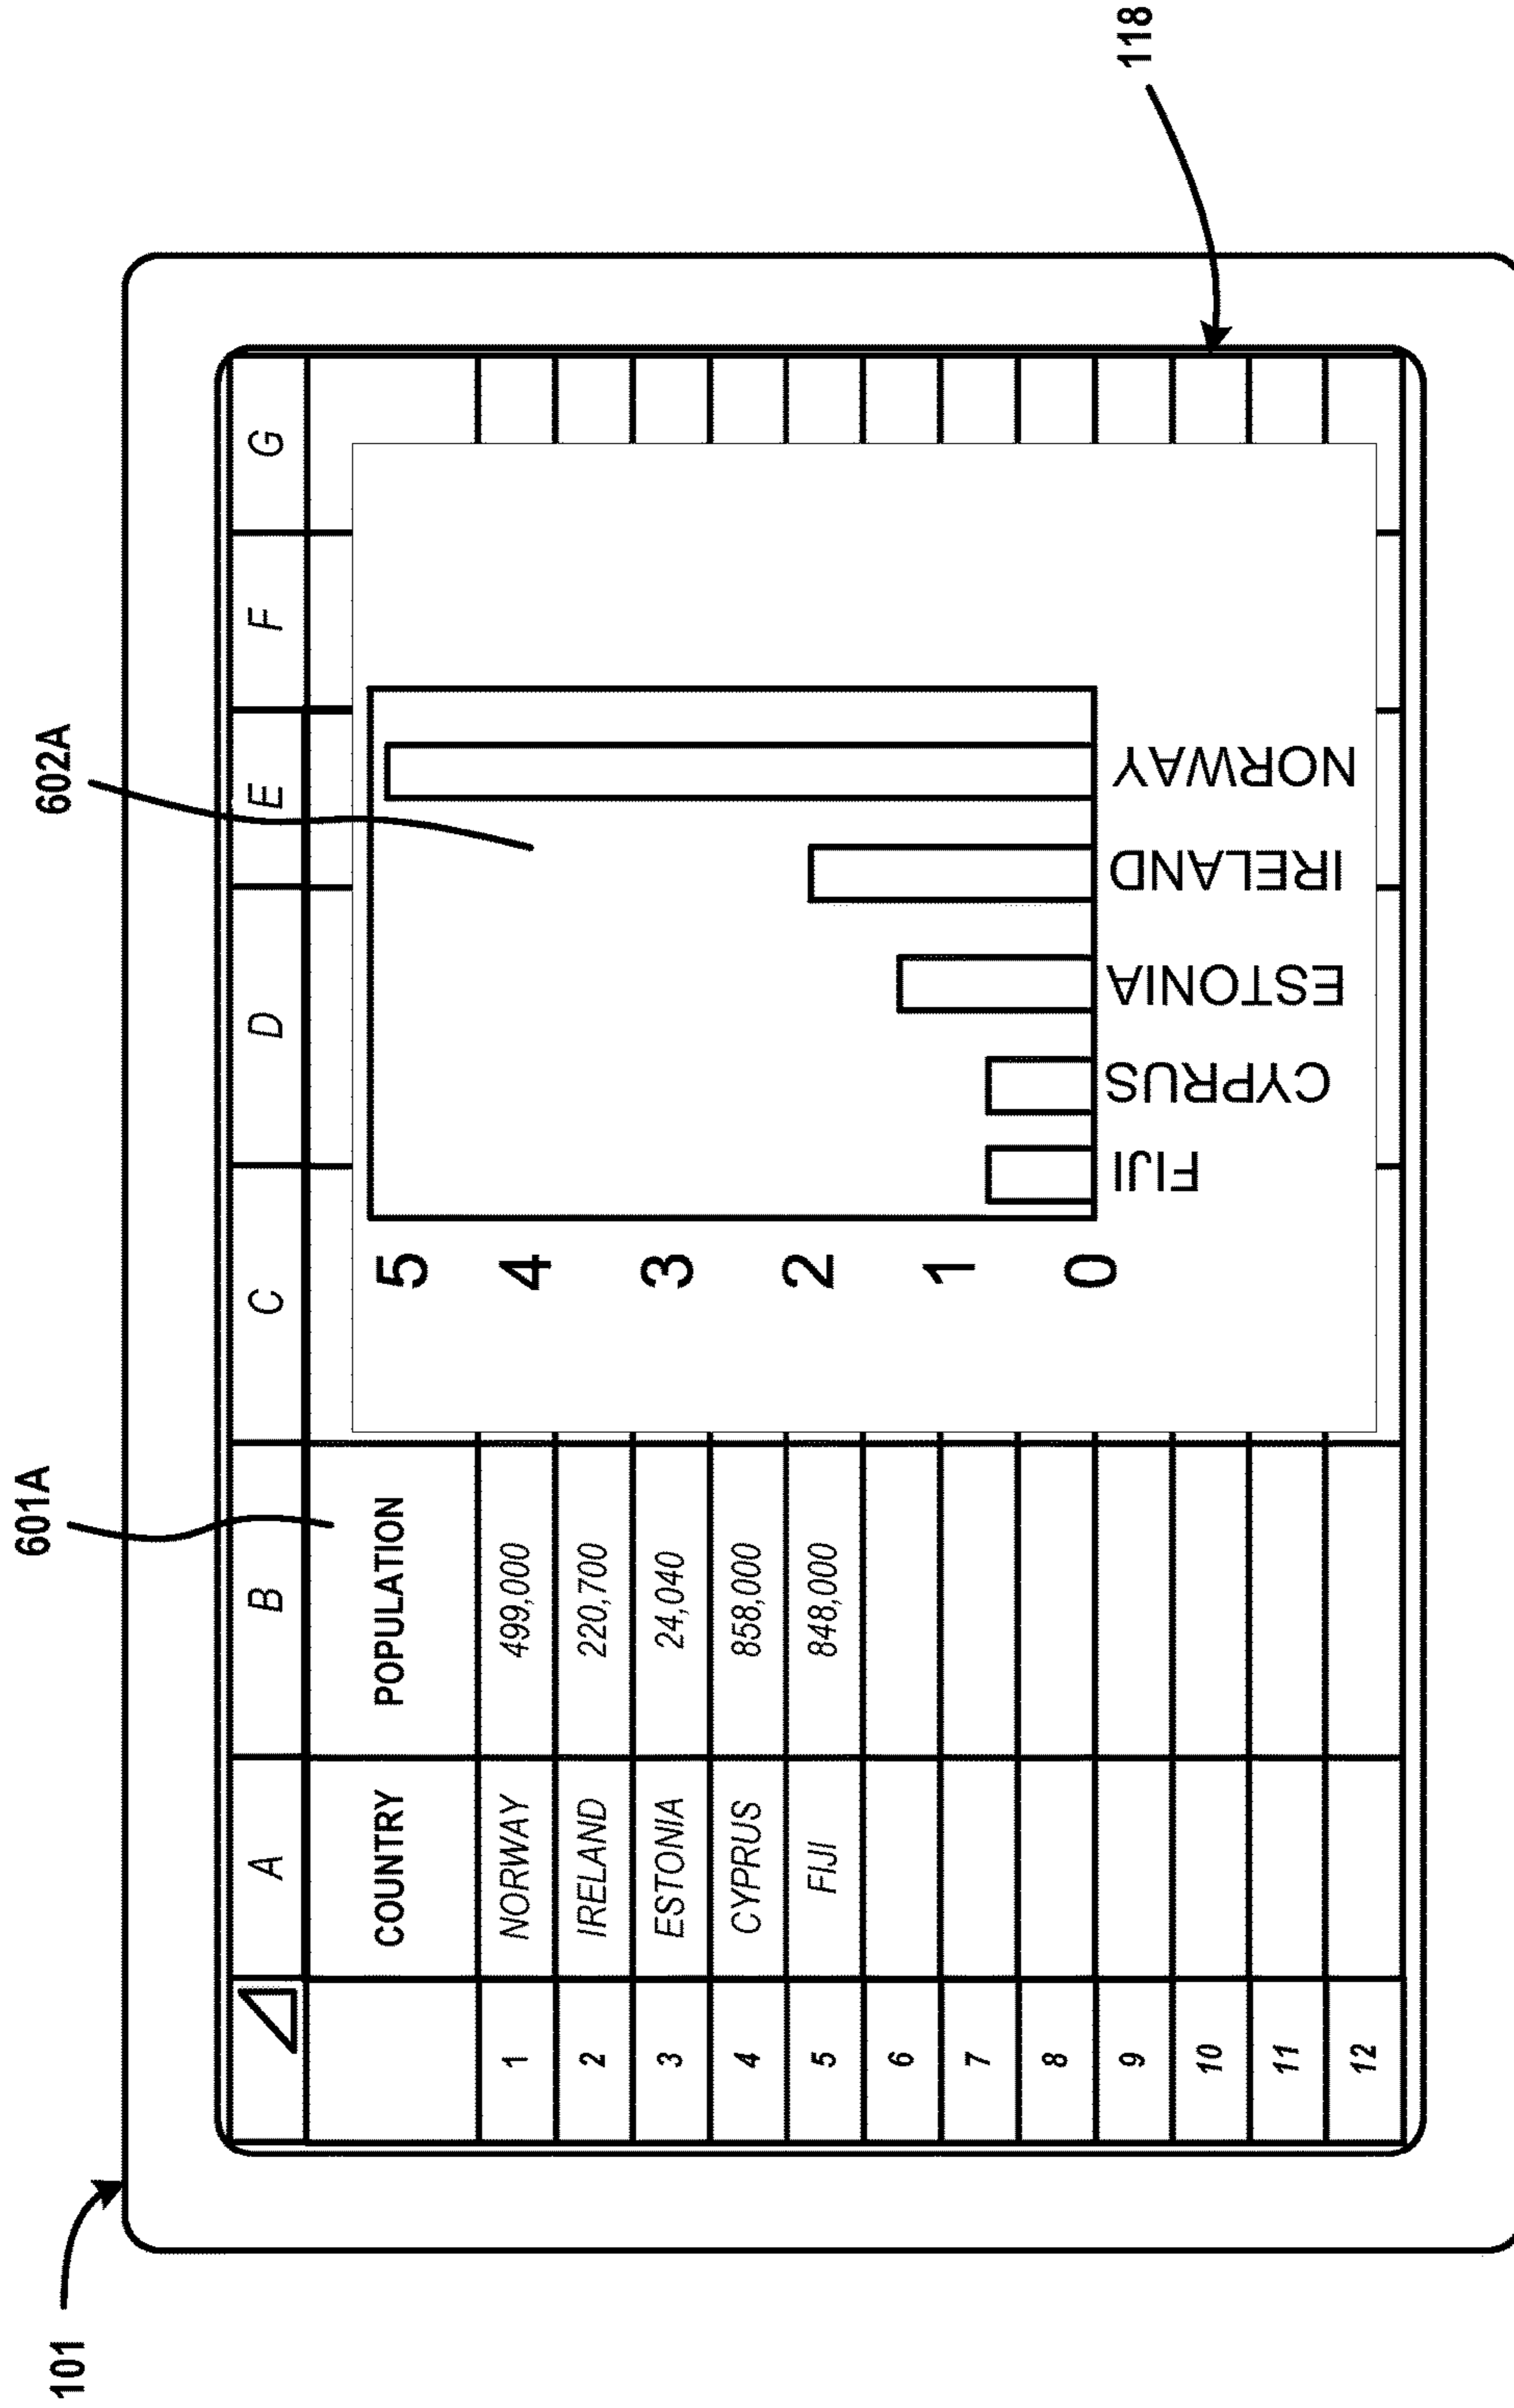 101
601A
602A
118
A B C D E F G
COUNTRY POPULATION
1 NORWAY 499,000
2 IRELAND 220,700
3 ESTONIA 24,040
4 CYPRUS 858,000
5 FIJI 848,000
6
7
8
9
10
11
12
5
4
3
2
1
0
FIJI
CYPRUS
ESTONIA
IRELAND
NORWAY